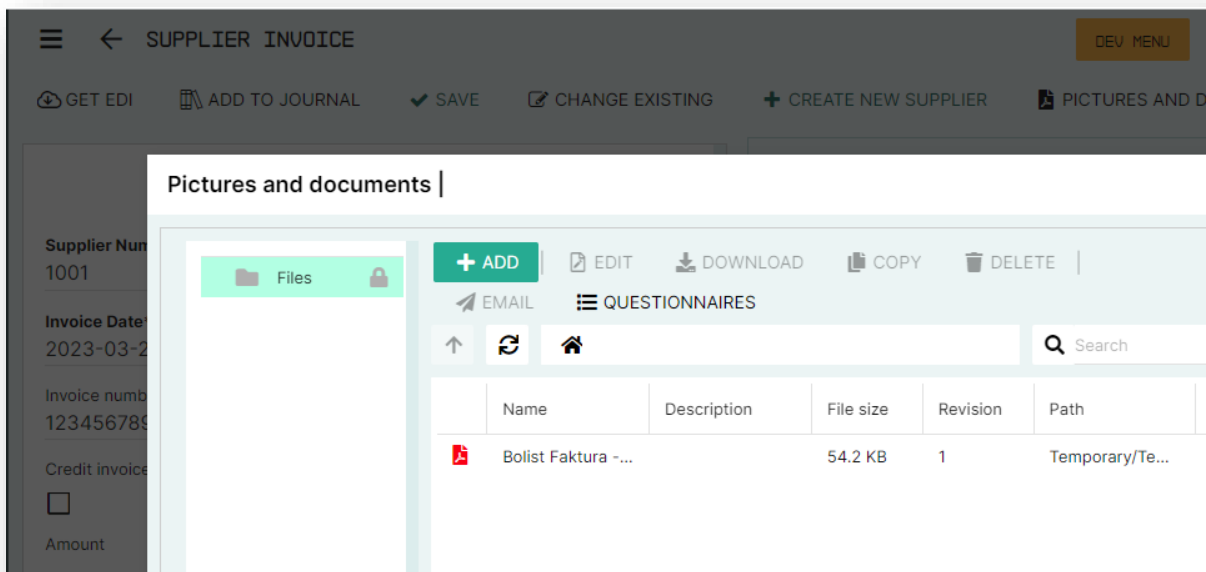 SUPPLIER INVOICE
DEV MENU
GET EDI ADD TO JOURNAL SAVE CHANGE EXISTING CREATE NEW SUPPLIER PICTURES AND D
Pictures and documents |
Supplier Num
1001
Invoice Date*
2023-03-2
Invoice numb
123456789
Credit invoice
Amount
Files
ADD EDIT DOWNLOAD COPY DELETE
EMAIL QUESTIONNAIRES
Search
Name Description File size Revision Path
Bolist Faktura -... 54.2 KB 1 Temporary/Te...